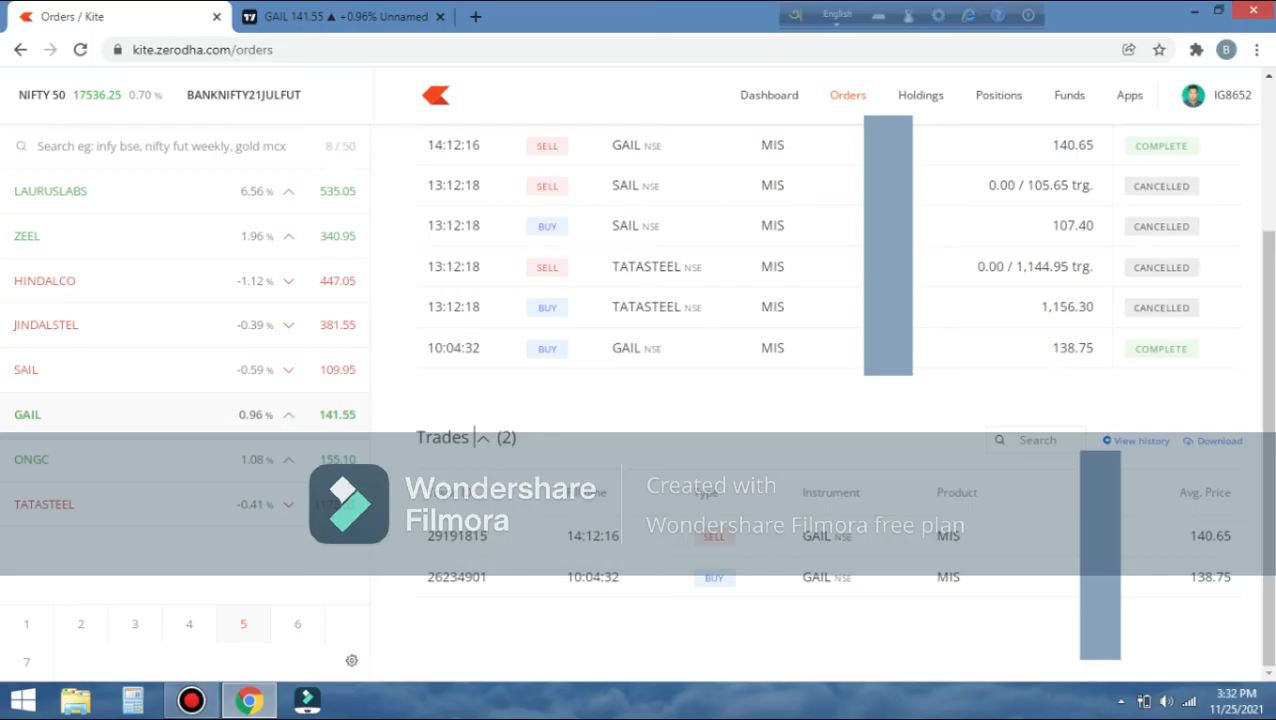 Orders / Kite
GAIL 141.55 ▲ +0.96% Unnamed
English
kite.zerodha.com/orders
B
NIFTY 50 17536.25 0.70 % BANKNIFTY21JULFUT
Dashboard Orders Holdings Positions Funds Apps IG8652
Search eg: infy bse, nifty fut weekly, gold mcx 8 / 50
LAURUSLABS 6.56 % 535.05
ZEEL 1.96 % 340.95
HINDALCO -1.12 % 447.05
JINDALSTEL -0.39 % 381.55
SAIL -0.59 % 109.95
GAIL 0.96 % 141.55
ONGC 1.08 % 155.10
TATASTEEL -0.41 %
1 2 3 4 5 6
7
14:12:16 SELL GAIL NSE MIS 140.65 COMPLETE
13:12:18 SELL SAIL NSE MIS 0.00 / 105.65 trg. CANCELLED
13:12:18 BUY SAIL NSE MIS 107.40 CANCELLED
13:12:18 SELL TATASTEEL NSE MIS 0.00 / 1,144.95 trg. CANCELLED
13:12:18 BUY TATASTEEL NSE MIS 1,156.30 CANCELLED
10:04:32 BUY GAIL NSE MIS 138.75 COMPLETE
Trades (2) Search View history Download
Type Instrument Product Avg. Price
29191815 14:12:16 SELL GAIL NSE MIS 140.65
26234901 10:04:32 BUY GAIL NSE MIS 138.75
Wondershare
Filmora
Created with
Wondershare Filmora free plan
3:32 PM
11/25/2021